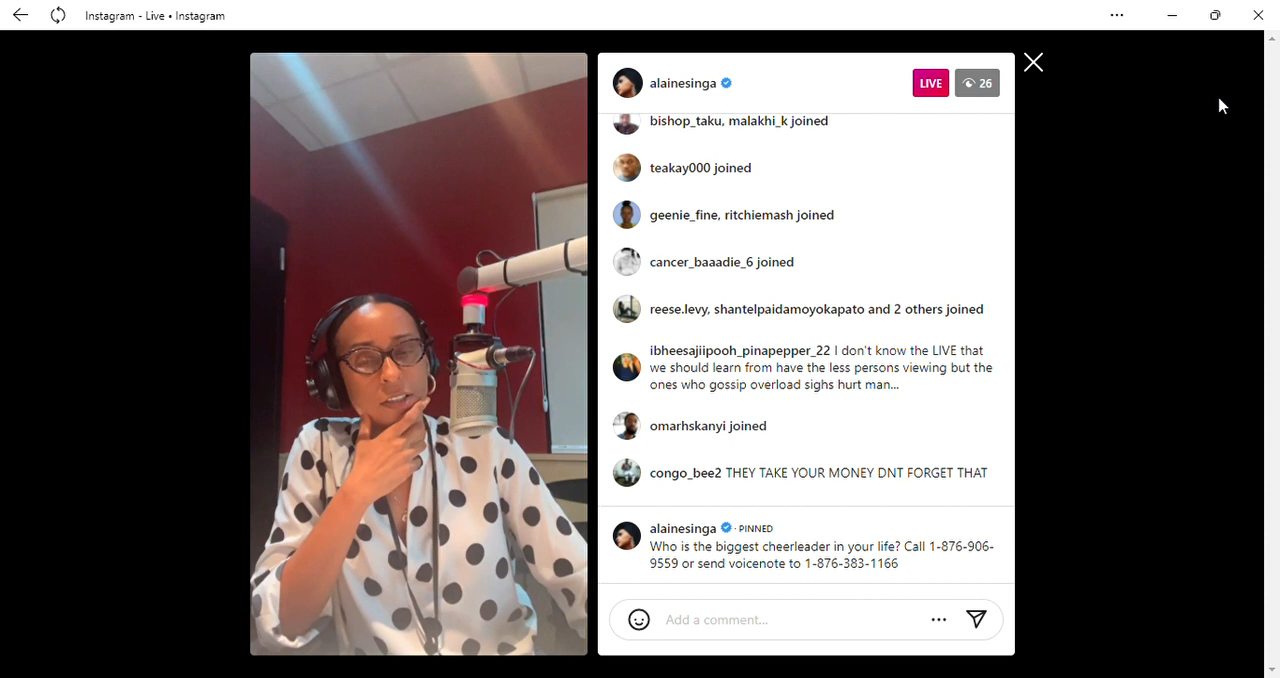 Instagram - Live • Instagram
alainesinga
LIVE
26
bishop_taku, malakhi_k joined
teakay000 joined
geenie_fine, ritchiemash joined
cancer_baaadie_6 joined
reese.levy, shantelpaidamoyokapato and 2 others joined
ibheesajiipooh_pinapepper_22 I don't know the LIVE that
we should learn from have the less persons viewing but the
ones who gossip overload sighs hurt man...
omarhskanyi joined
congo_bee2 THEY TAKE YOUR MONEY DNT FORGET THAT
alainesinga · PINNED
Who is the biggest cheerleader in your life? Call 1-876-906-
9559 or send voicenote to 1-876-383-1166
Add a comment...